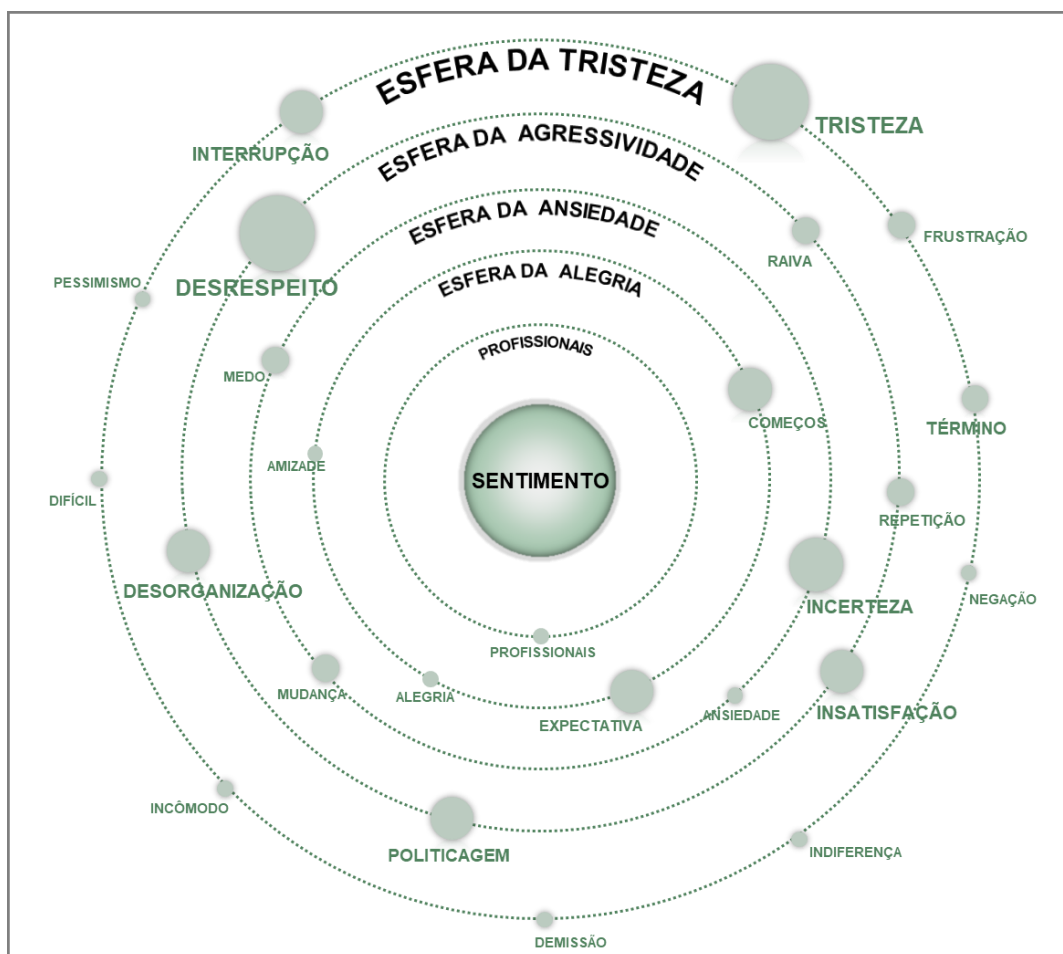 ESFERA DA TRISTEZA
TRISTEZA
INTERRUPÇÃO
ESFERA DA AGRESSIVIDADE
ESFERA DA ANSIEDADE
FRUSTRAÇÃO
RAIVA
ESFERA DA ALEGRIA
PESSIMISMO
DESRESPEITO
PROFISSIONAIS
MEDO
COMEÇOS
TÉRMINO
AMIZADE
SENTIMENTO
DIFÍCIL
REPETIÇÃO
DESORGANIZAÇÃO
INCERTEZA
NEGAÇÃO
PROFISSIONAIS
MUDANÇA
ALEGRIA
EXPECTATIVA
ANSIEDADE
INSATISFAÇÃO
INCÔMODO
POLITICAGEM
INDIFERENÇA
DEMISSÃO